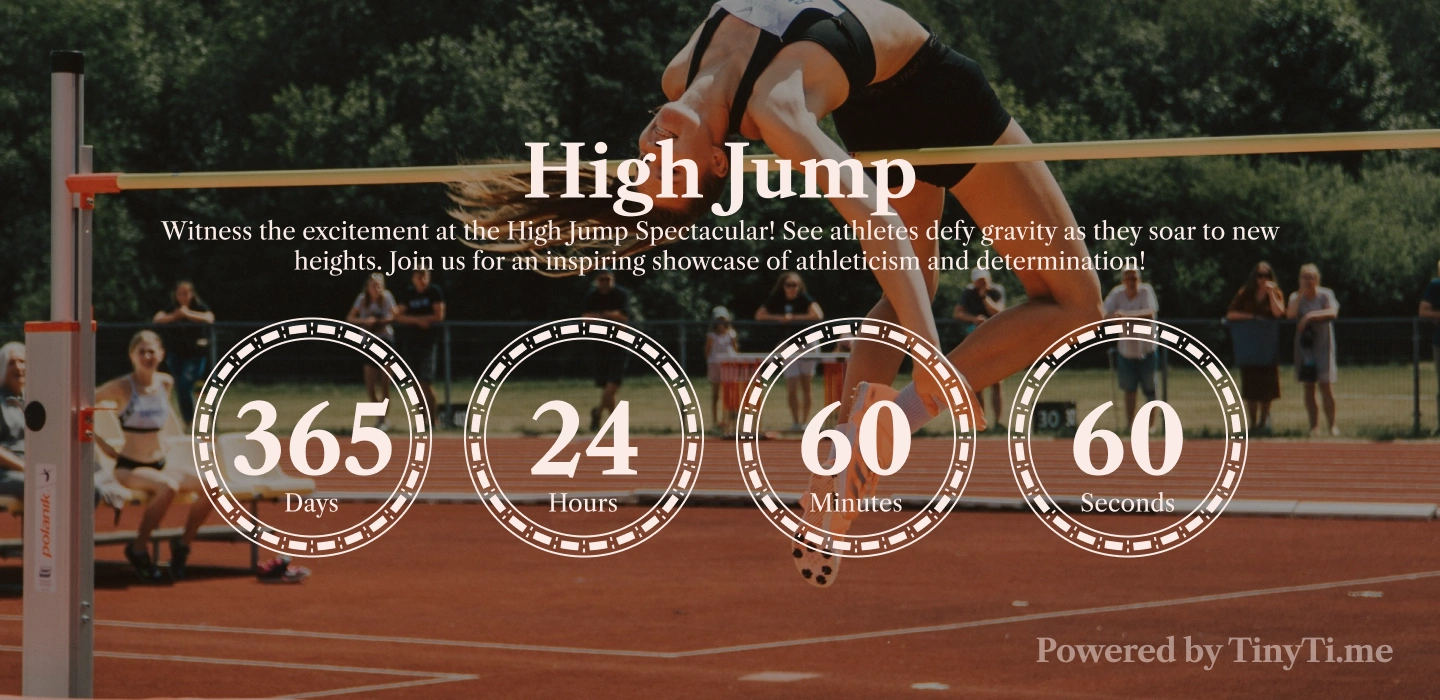 High Jump
Witness the excitement at the High Jump Spectacular! See athletes defy gravity as they soar to new
heights. Join us for an inspiring showcase of athleticism and determination!
365
24
60
60
Days
Hours
Minutes
Seconds
polanik
30
Powered by TinyTi.me